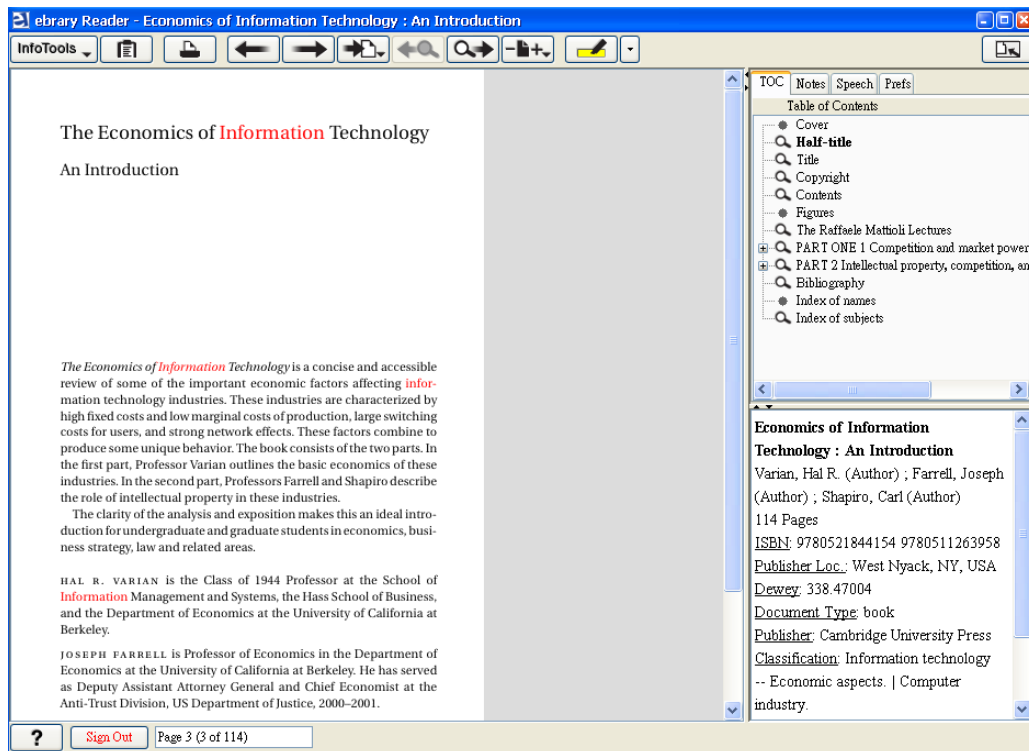 ebrary Reader - Economics of Information Technology : An Introduction
InfoTools
The Economics of Information Technology
An Introduction
The Economics of Information Technology is a concise and accessible
review of some of the important economic factors affecting infor-
mation technology industries. These industries are characterized by
high fixed costs and low marginal costs of production, large switching
costs for users, and strong network effects. These factors combine to
produce some unique behavior. The book consists of the two parts. In
the first part, Professor Varian outlines the basic economics of these
industries. In the second part, Professors Farrell and Shapiro describe
the role of intellectual property in these industries.
The clarity of the analysis and exposition makes this an ideal intro-
duction for undergraduate and graduate students in economics, busi-
ness strategy, law and related areas.
HAL R. VARIAN is the Class of 1944 Professor at the School of
Information Management and Systems, the Hass School of Business,
and the Department of Economics at the University of California at
Berkeley.
JOSEPH FARRELL is Professor of Economics in the Department of
Economics at the University of California at Berkeley. He has served
as Deputy Assistant Attorney General and Chief Economist at the
Anti-Trust Division, US Department of Justice, 2000–2001.
TOC Notes Speech Prefs
Table of Contents
Cover
Half-title
Title
Copyright
Contents
Figures
The Raffaele Mattioli Lectures
PART ONE 1 Competition and market power
PART 2 Intellectual property, competition, an
Bibliography
Index of names
Index of subjects
Economics of Information
Technology : An Introduction
Varian, Hal R. (Author) ; Farrell, Joseph
(Author) ; Shapiro, Carl (Author)
114 Pages
ISBN: 9780521844154 9780511263958
Publisher Loc.: West Nyack, NY, USA
Dewey: 338.47004
Document Type: book
Publisher: Cambridge University Press
Classification: Information technology
-- Economic aspects. | Computer
industry.
? Sign Out Page 3 (3 of 114)